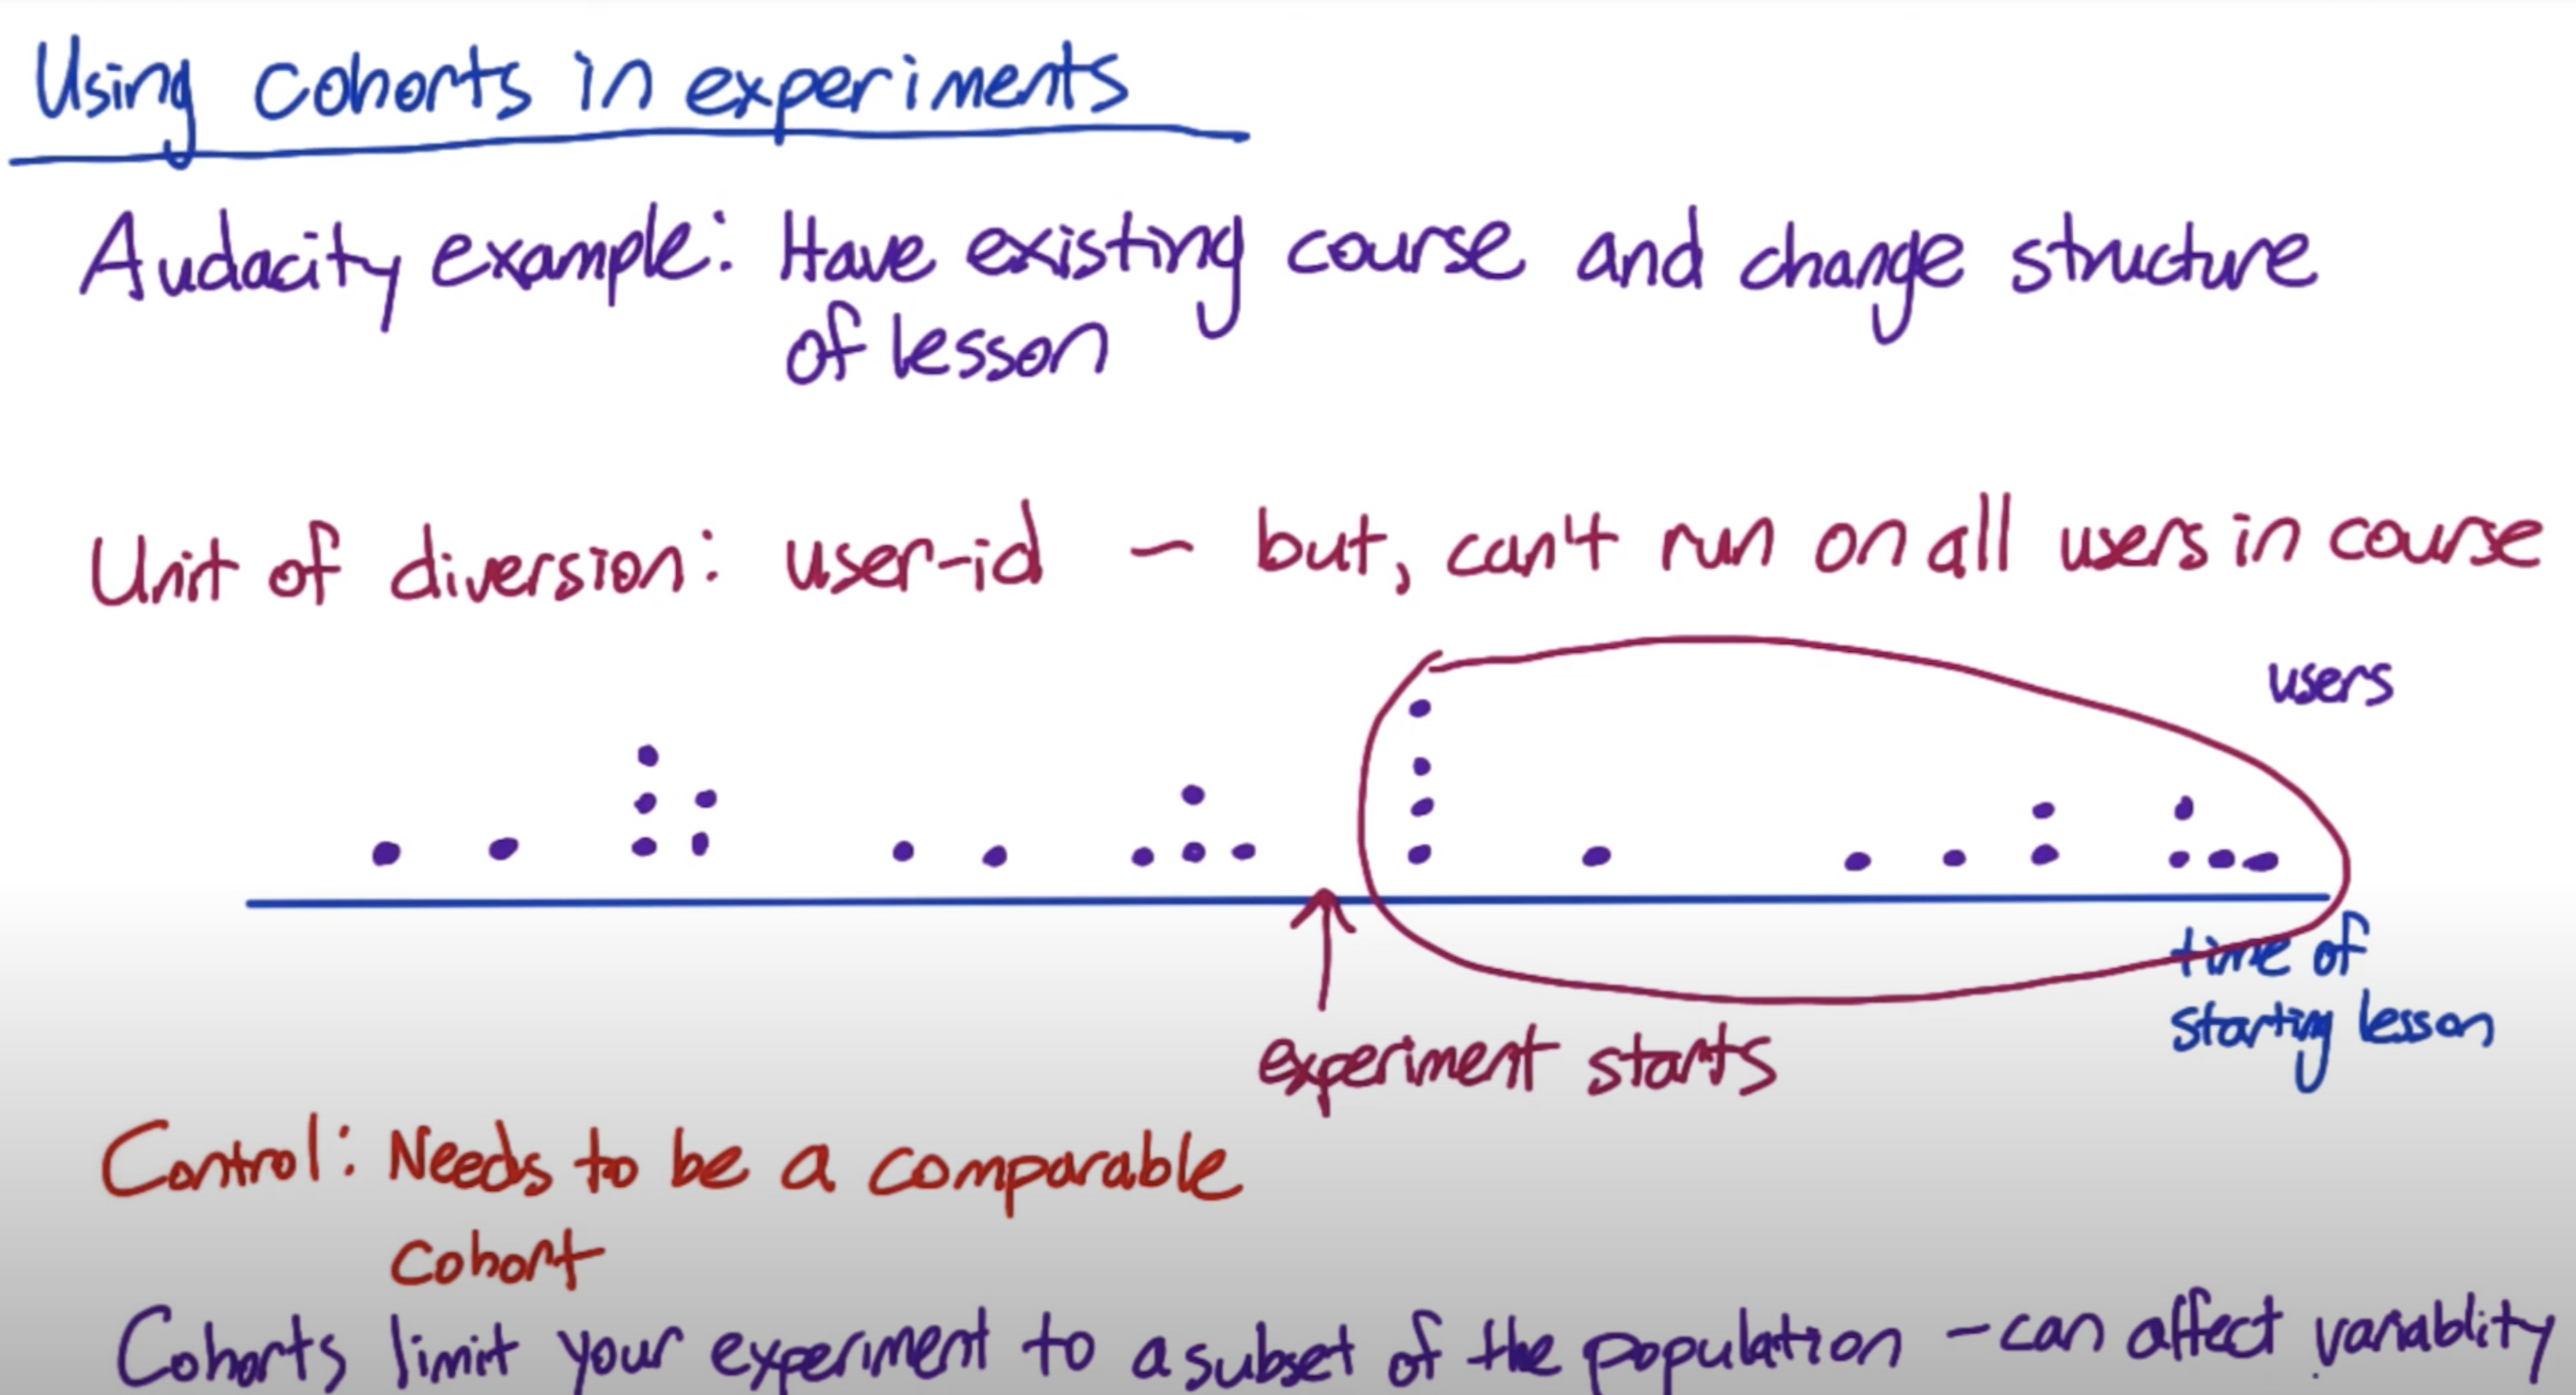 Using cohorts in experiments
Audacity example: Have existing course and change structure
of lesson
Unit of diversion: user-id - but, can't run on all users in course
users
time of
starting lesson
experiment starts
Control: Needs to be a comparable
cohort
Cohorts limit your experiment to a subset of the population - can affect variablity